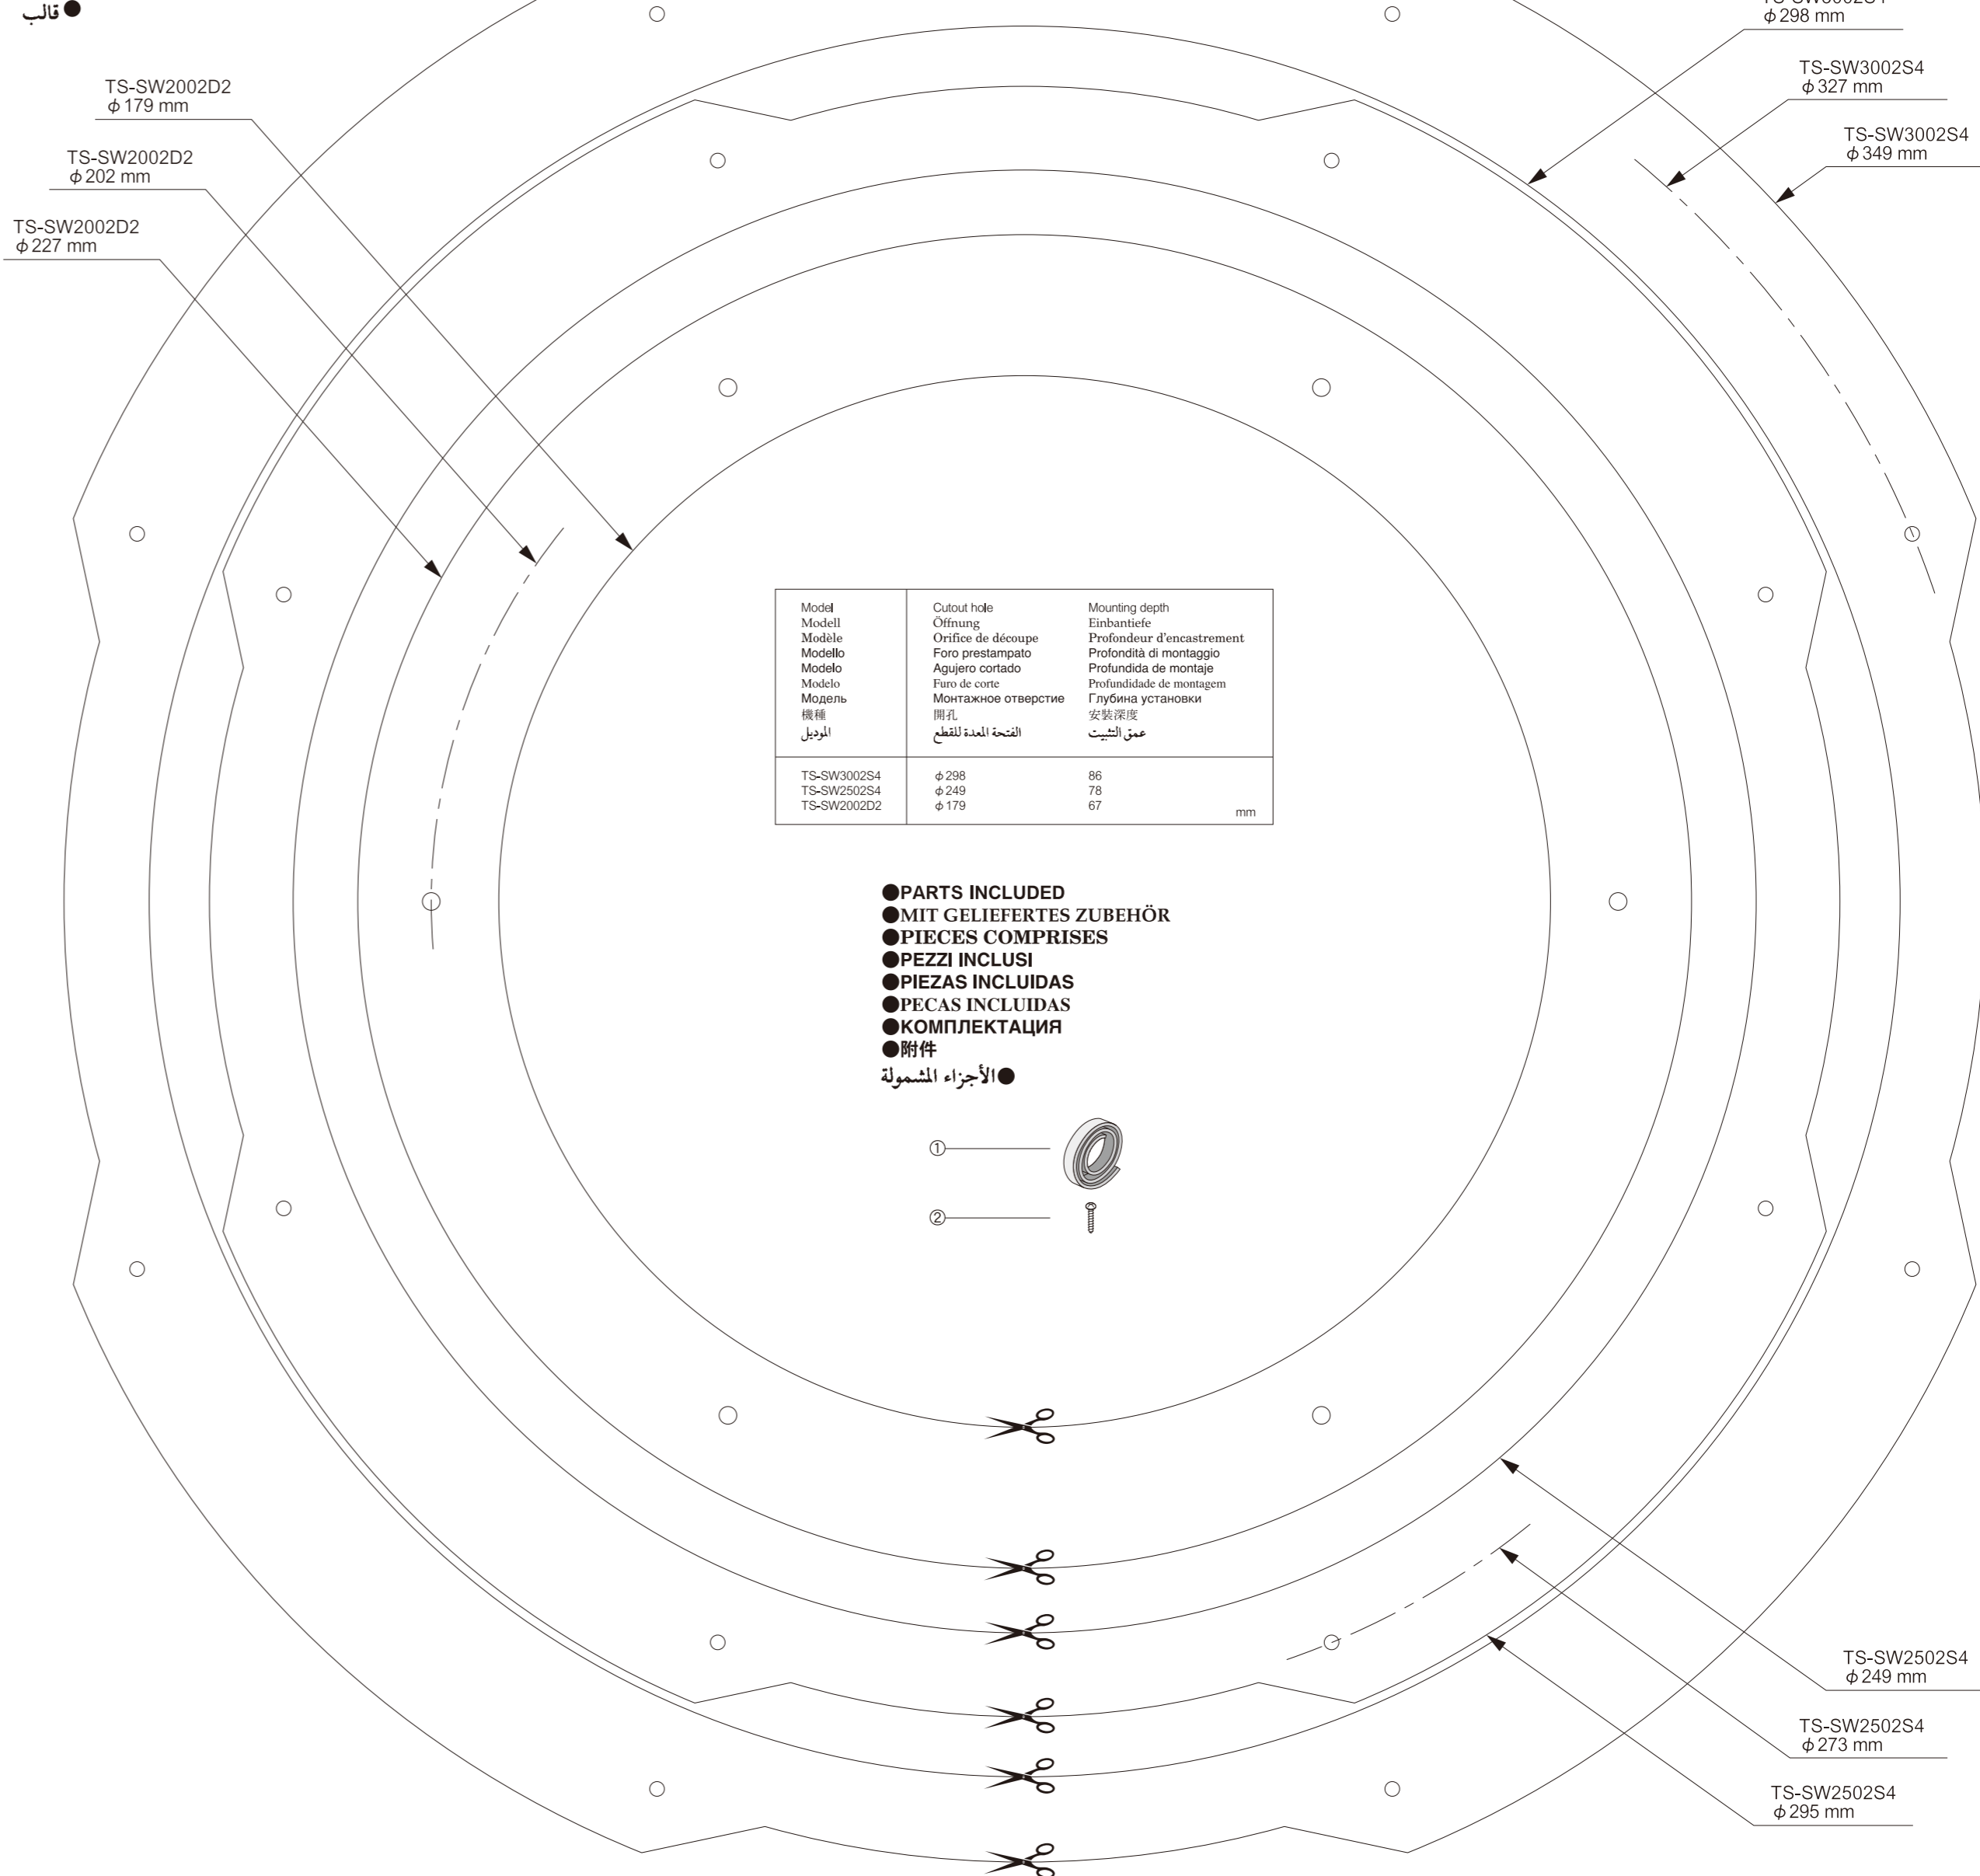 ●قالب
φ298 mm
TS-SW3002S4
φ327 mm
TS-SW3002S4
φ349 mm
TS-SW2002D2
φ179 mm
TS-SW2002D2
φ202 mm
TS-SW2002D2
φ227 mm
Model Cutout hole Mounting depth
Modell Öffnung Einbantiefe
Modèle Orifice de découpe Profondeur d'encastrement
Modello Foro prestampato Profondità di montaggio
Modelo Agujero cortado Profundida de montaje
Modelo Furo de corte Profundidade de montagem
Модель Монтажное отверстие Глубина установки
機種 開孔 安裝深度
الموديل الفتحة المعدة للقطع عمق التثبيت
TS-SW3002S4 φ298 86
TS-SW2502S4 φ249 78
TS-SW2002D2 φ179 67
mm
●PARTS INCLUDED
●MIT GELIEFERTES ZUBEHÖR
●PIECES COMPRISES
●PEZZI INCLUSI
●PIEZAS INCLUIDAS
●PECAS INCLUIDAS
●КОМПЛЕКТАЦИЯ
●附件
●الأجزاء المشمولة
①
②
TS-SW2502S4
φ249 mm
TS-SW2502S4
φ273 mm
TS-SW2502S4
φ295 mm